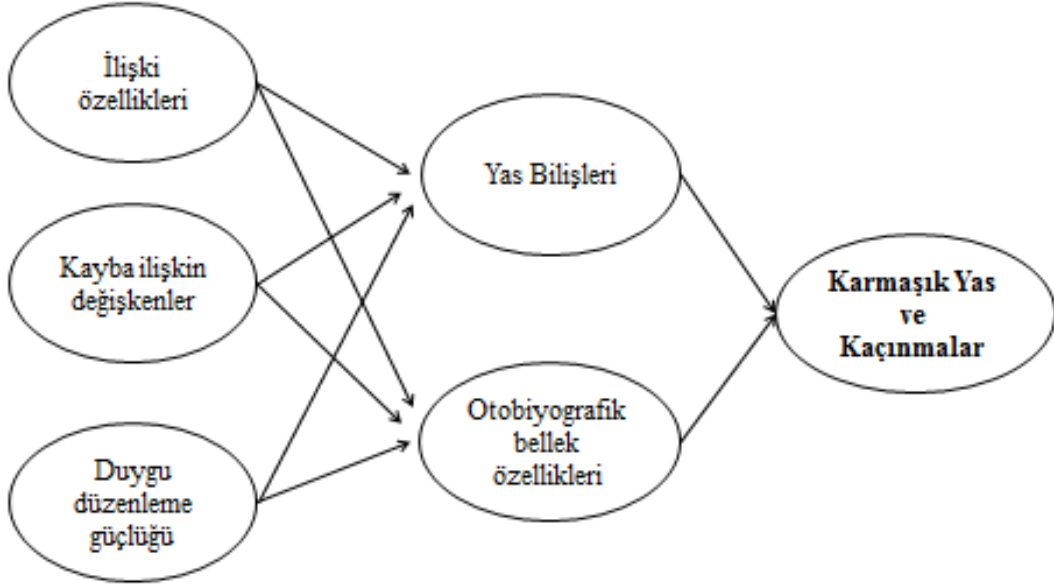 İlişki
özellikleri
Kayba ilişkin
değişkenler
Duygu
düzenleme
güçlüğü
Yas Bilişleri
Otobiyografik
bellek
özellikleri
Karmaşık Yas
ve
Kaçınmalar